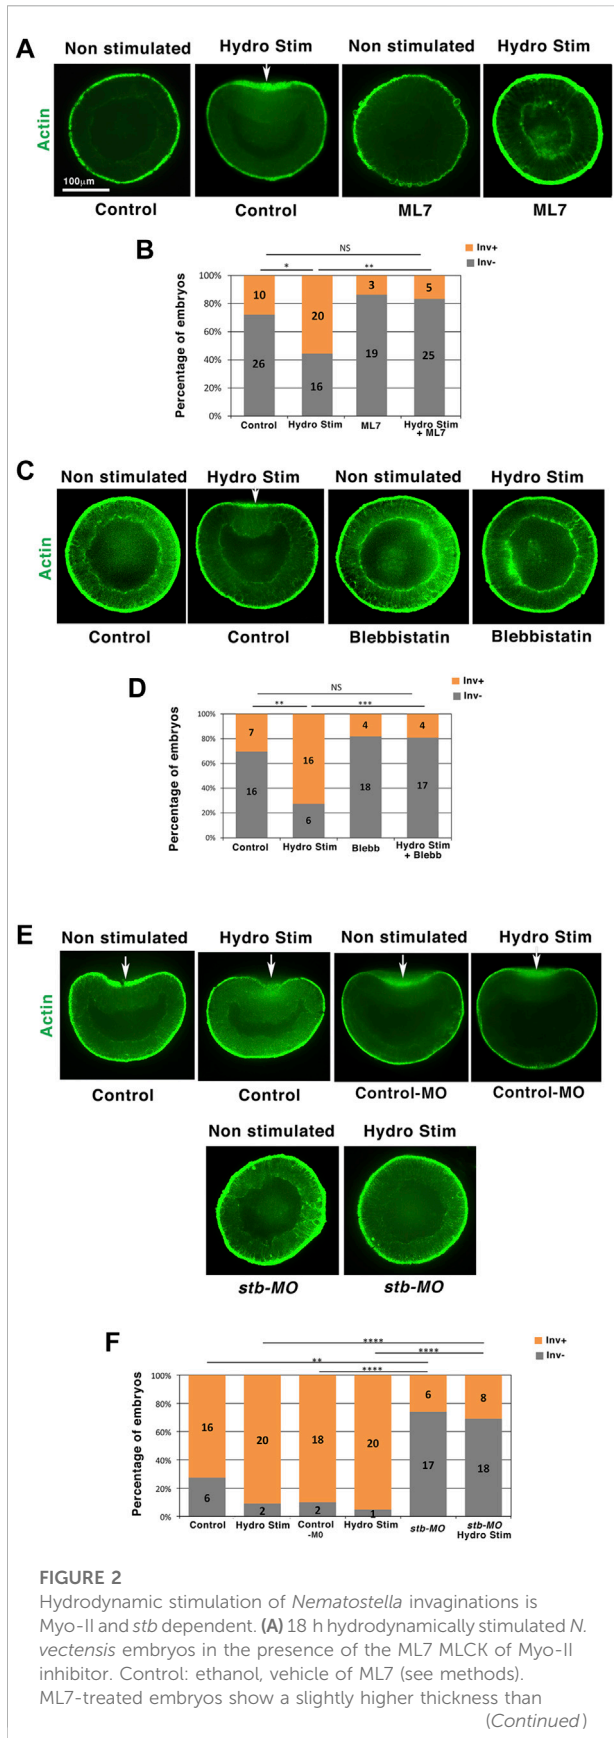 A
Non stimulated Hydro Stim Non stimulated Hydro Stim
Actin
100µm
Control Control ML7 ML7
B
NS
Inv+
Inv-
* **
Percentage of embryos
100%
80%
60%
40%
20%
0%
10 20 3 5
26 16 19 25
Control Hydro Stim ML7 Hydro Stim
+ ML7
C
Non stimulated Hydro Stim Non stimulated Hydro Stim
Actin
Control Control Blebbistatin Blebbistatin
D
NS
Inv+
Inv-
** ***
Percentage of embryos
100%
80%
60%
40%
20%
0%
7 16 4 4
16 6 18 17
Control Hydro Stim Blebb Hydro Stim
+ Blebb
E
Non stimulated Hydro Stim Non stimulated Hydro Stim
Actin
Control Control Control-MO Control-MO
Non stimulated Hydro Stim
stb-MO stb-MO
F
****
****
**
****
Inv+
Inv-
Percentage of embryos
100%
80%
60%
40%
20%
0%
16 20 18 20 6 8
6 2 2 1 17 18
Control Hydro Stim Control Hydro Stim stb-MO stb-MO
-M0 Hydro Stim
FIGURE 2
Hydrodynamic stimulation of Nematostella invaginations is
Myo-II and stb dependent. (A) 18 h hydrodynamically stimulated N.
vectensis embryos in the presence of the ML7 MLCK of Myo-II
inhibitor. Control: ethanol, vehicle of ML7 (see methods).
ML7-treated embryos show a slightly higher thickness than
(Continued)